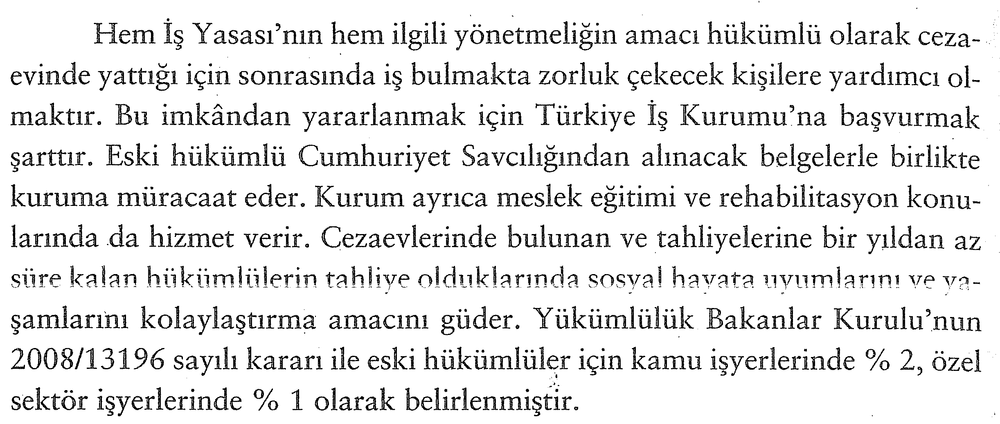 Hem İş Yasası’nın hem ilgili yönetmeliğin amacı hükümlü olarak ceza-
evinde yattığı için sonrasında iş bulmakta zorluk çekecek kişilere yardımcı ol-
maktır. Bu imkândan yararlanmak için Türkiye İş Kurumu’na başvurmak
şarttır. Eski hükümlü Cumhuriyet Savcılığından alınacak belgelerle birlikte
kuruma müracaat eder. Kurum ayrıca meslek eğitimi ve rehabilitasyon konu-
larında da hizmet verir. Cezaevlerinde bulunan ve tahliyelerine bir yıldan az
süre kalan hükümlülerin tahliye olduklarında sosyal hayata uyumlarını ve ya-
şamlarını kolaylaştırma amacını güder. Yükümlülük Bakanlar Kurulu’nun
2008/13196 sayılı kararı ile eski hükümlüler için kamu işyerlerinde % 2, özel
sektör işyerlerinde % 1 olarak belirlenmiştir.